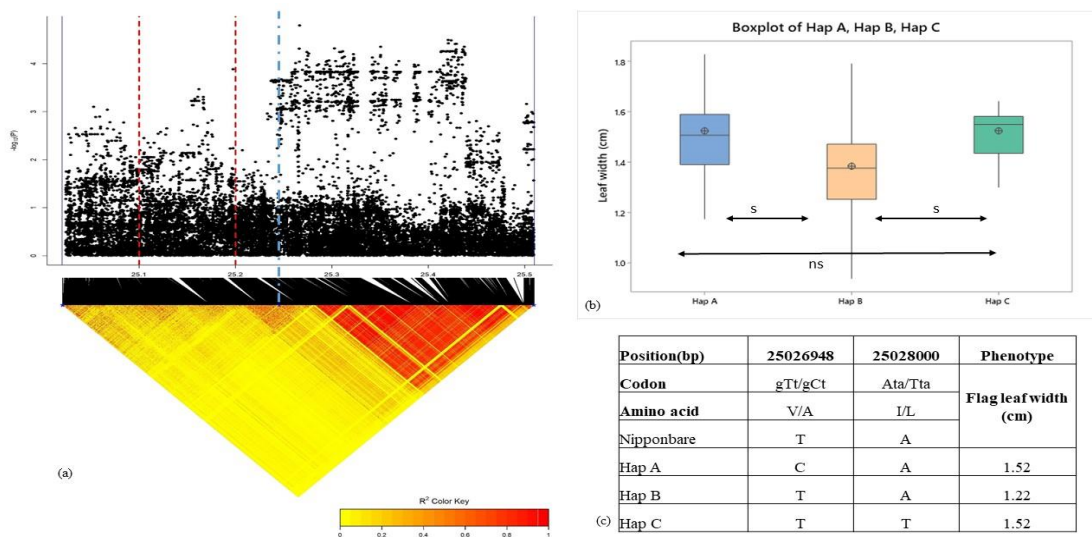 -log10(P)
4
3
2
1
0
25.1
25.2
25.3
25.4
25.5
(a)
R² Color Key
0
0.2
0.4
0.6
0.8
1
Boxplot of Hap A, Hap B, Hap C
Leaf width (cm)
1.8
1.6
1.4
1.2
1.0
s
s
ns
Hap A
Hap B
Hap C
(b)
Position(bp) 25026948 25028000 Phenotype
Codon gTt/gCt Ata/Tta Flag leaf width (cm)
Amino acid V/A I/L
Nipponbare T A
Hap A C A 1.52
Hap B T A 1.22
Hap C T T 1.52
(c)